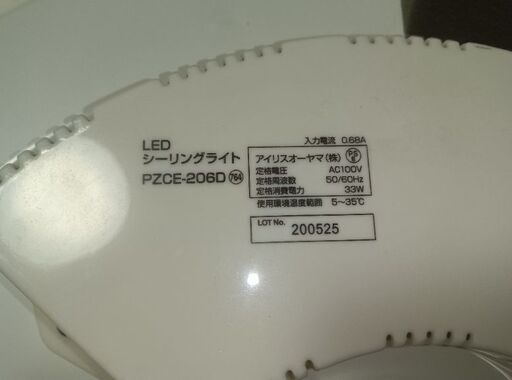 LED
シーリングライト
PZCE-206D 764
入力電流 0.68A
アイリスオーヤマ(株) PSE
定格電圧 AC100V
定格周波数 50/60Hz
定格消費電力 33W
使用環境温度範囲 5~35℃
LOT No. 200525